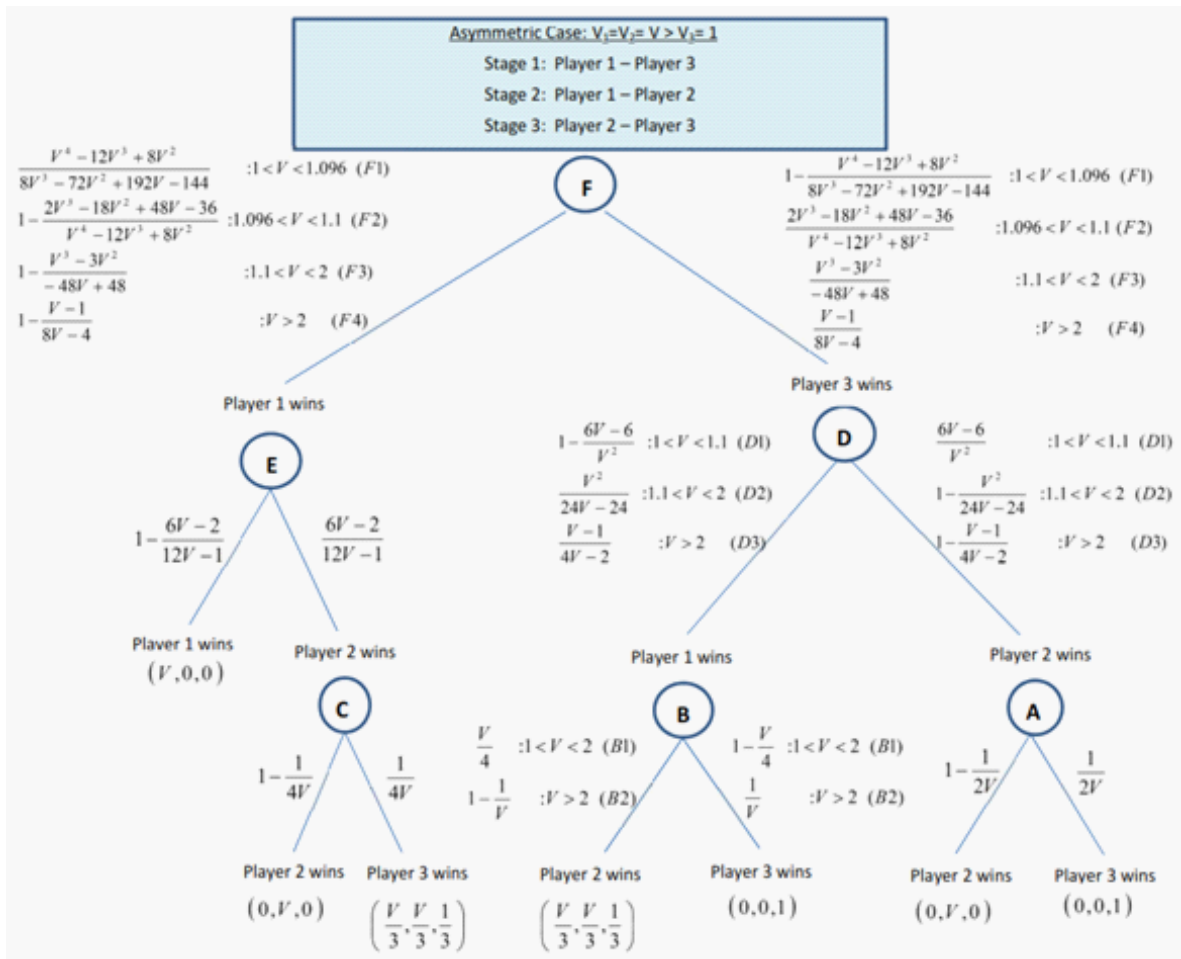 Asymmetric Case: V₁=V₂= V > V₃= 1
Stage 1: Player 1 – Player 3
Stage 2: Player 1 – Player 2
Stage 3: Player 2 – Player 3
F
(V⁴ −12V³ + 8V²)/(8V³ − 72V² +192V −144) :1 < V < 1.096 (F1)
1 − (2V³ −18V² + 48V − 36)/(V⁴ −12V³ + 8V²) :1.096 < V < 1.1 (F2)
1 − (V³ − 3V²)/(− 48V + 48) :1.1 < V < 2 (F3)
1 − (V − 1)/(8V − 4) :V > 2 (F4)
1 − (V⁴ −12V³ + 8V²)/(8V³ − 72V² +192V −144) :1 < V < 1.096 (F1)
(2V³ −18V² + 48V − 36)/(V⁴ −12V³ + 8V²) :1.096 < V < 1.1 (F2)
(V³ − 3V²)/(− 48V + 48) :1.1 < V < 2 (F3)
(V − 1)/(8V − 4) :V > 2 (F4)
Player 1 wins
Player 3 wins
E
D
1 − (6V − 2)/(12V − 1)
(6V − 2)/(12V − 1)
1 − (6V − 6)/V² :1 < V < 1.1 (D1)
V²/(24V − 24) :1.1 < V < 2 (D2)
(V − 1)/(4V − 2) :V > 2 (D3)
(6V − 6)/V² :1 < V < 1.1 (D1)
1 − V²/(24V − 24) :1.1 < V < 2 (D2)
1 − (V − 1)/(4V − 2) :V > 2 (D3)
Player 1 wins
(V,0,0)
Player 2 wins
Player 1 wins
Player 2 wins
C
B
A
1 − 1/(4V)
1/(4V)
V/4 :1 < V < 2 (B1)
1 − 1/V :V > 2 (B2)
1 − V/4 :1 < V < 2 (B1)
1/V :V > 2 (B2)
1 − 1/(2V)
1/(2V)
Player 2 wins
(0,V,0)
Player 3 wins
(V/3, V/3, 1/3)
Player 2 wins
(V/3, V/3, 1/3)
Player 3 wins
(0,0,1)
Player 2 wins
(0,V,0)
Player 3 wins
(0,0,1)